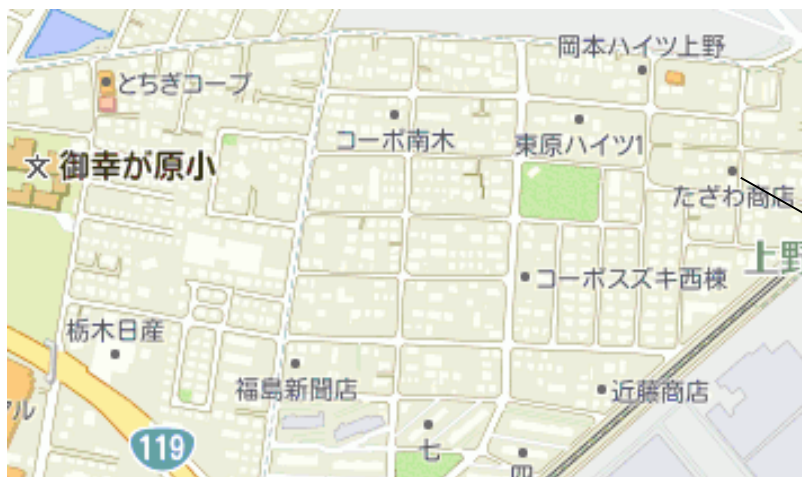 岡本ハイツ上野
とちぎコープ
コーポ南木
東原ハイツ1
御幸が原小
たざわ商店
上野
コーポスズキ西棟
栃木日産
福島新聞店
近藤商店
アル
119
七
四